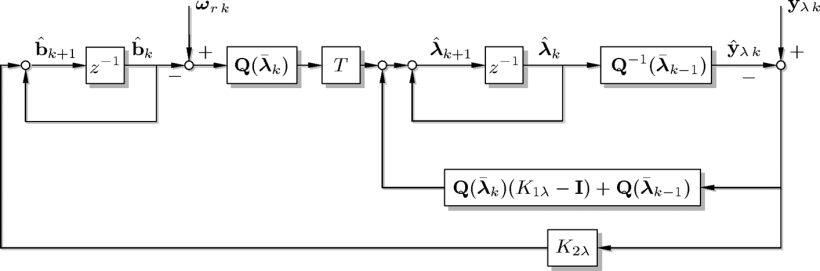 ω_{r k}
y_{λ k}
b̂_{k+1} z⁻¹ b̂_k − + Q(λ̄_k) T λ̂_{k+1} z⁻¹ λ̂_k Q⁻¹(λ̄_{k−1}) ŷ_{λ k} − +
Q(λ̄_k)(K_{1λ} − I) + Q(λ̄_{k−1})
K_{2λ}